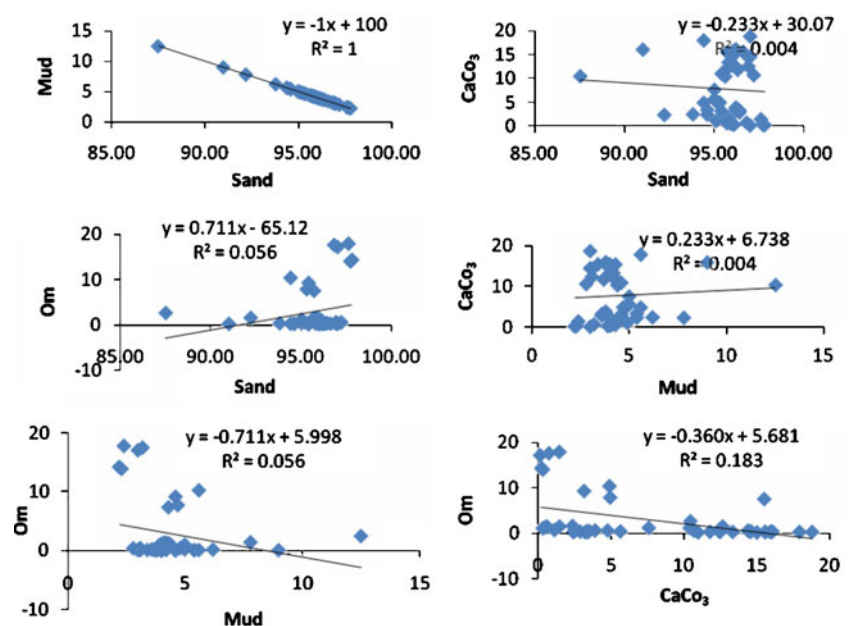 y = -1x + 100
R² = 1
15
10
5
0
Mud
85.00 90.00 95.00 100.00
Sand
y = -0.233x + 30.07
R² = 0.004
20
15
10
5
0
CaCo₃
85.00 90.00 95.00 100.00
Sand
y = 0.711x - 65.12
R² = 0.056
20
10
0
-10
Om
85.00 90.00 95.00 100.00
Sand
y = 0.233x + 6.738
R² = 0.004
20
15
10
5
0
CaCo₃
0 5 10 15
Mud
y = -0.711x + 5.998
R² = 0.056
20
10
0
-10
Om
0 5 10 15
Mud
y = -0.360x + 5.681
R² = 0.183
20
10
0
-10
Om
0 5 10 15 20
CaCo₃